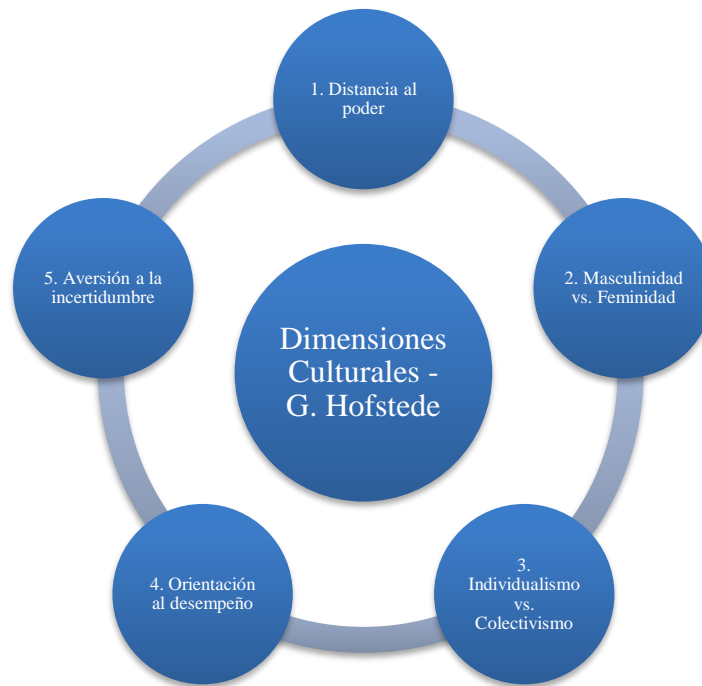 1. Distancia al
poder
2. Masculinidad
vs. Feminidad
3.
Individualismo
vs.
Colectivismo
4. Orientación
al desempeño
5. Aversión a la
incertidumbre
Dimensiones
Culturales -
G. Hofstede